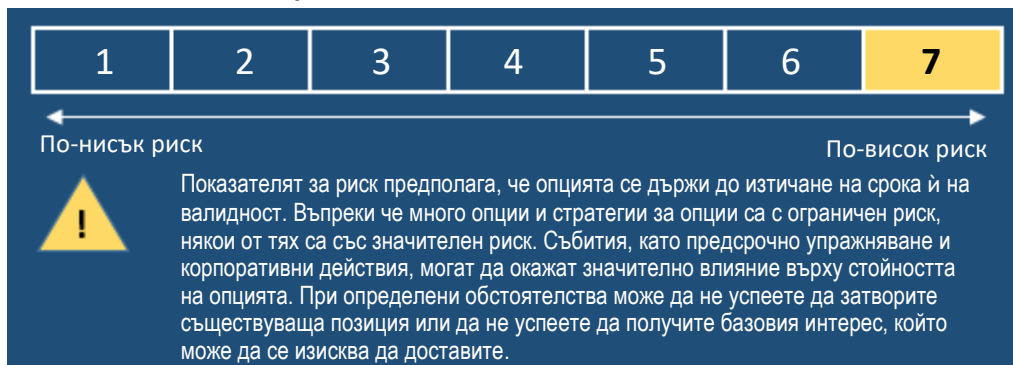 1 2 3 4 5 6 7
По-нисък риск
По-висок риск
!
Показателят за риск предполага, че опцията се държи до изтичане на срока ѝ на
валидност. Въпреки че много опции и стратегии за опции са с ограничен риск,
някои от тях са със значителен риск. Събития, като предсрочно упражняване и
корпоративни действия, могат да окажат значително влияние върху стойността
на опцията. При определени обстоятелства може да не успеете да затворите
съществуваща позиция или да не успеете да получите базовия интерес, който
може да се изисква да доставите.